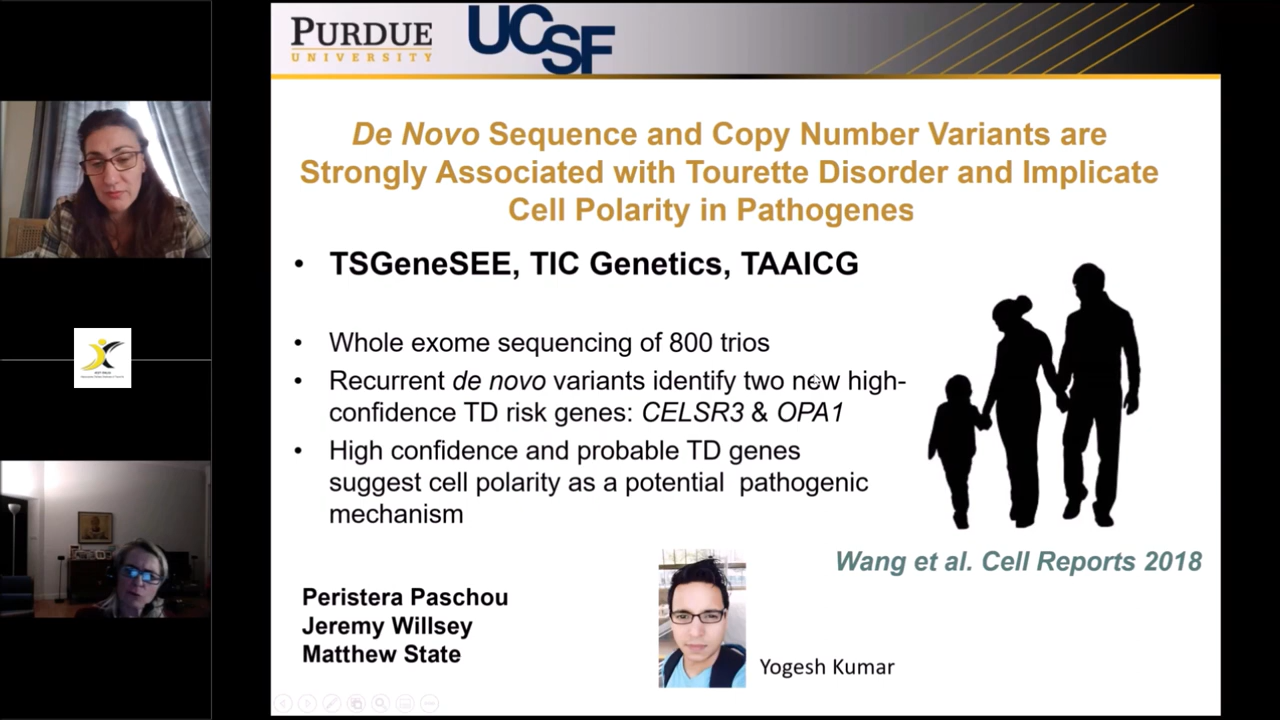 PURDUE
UNIVERSITY
UCSF
De Novo Sequence and Copy Number Variants are
Strongly Associated with Tourette Disorder and Implicate
Cell Polarity in Pathogenes
• TSGeneSEE, TIC Genetics, TAAICG
• Whole exome sequencing of 800 trios
• Recurrent de novo variants identify two new high-
confidence TD risk genes: CELSR3 & OPA1
• High confidence and probable TD genes
suggest cell polarity as a potential pathogenic
mechanism
Wang et al. Cell Reports 2018
Peristera Paschou
Jeremy Willsey
Matthew State
Yogesh Kumar